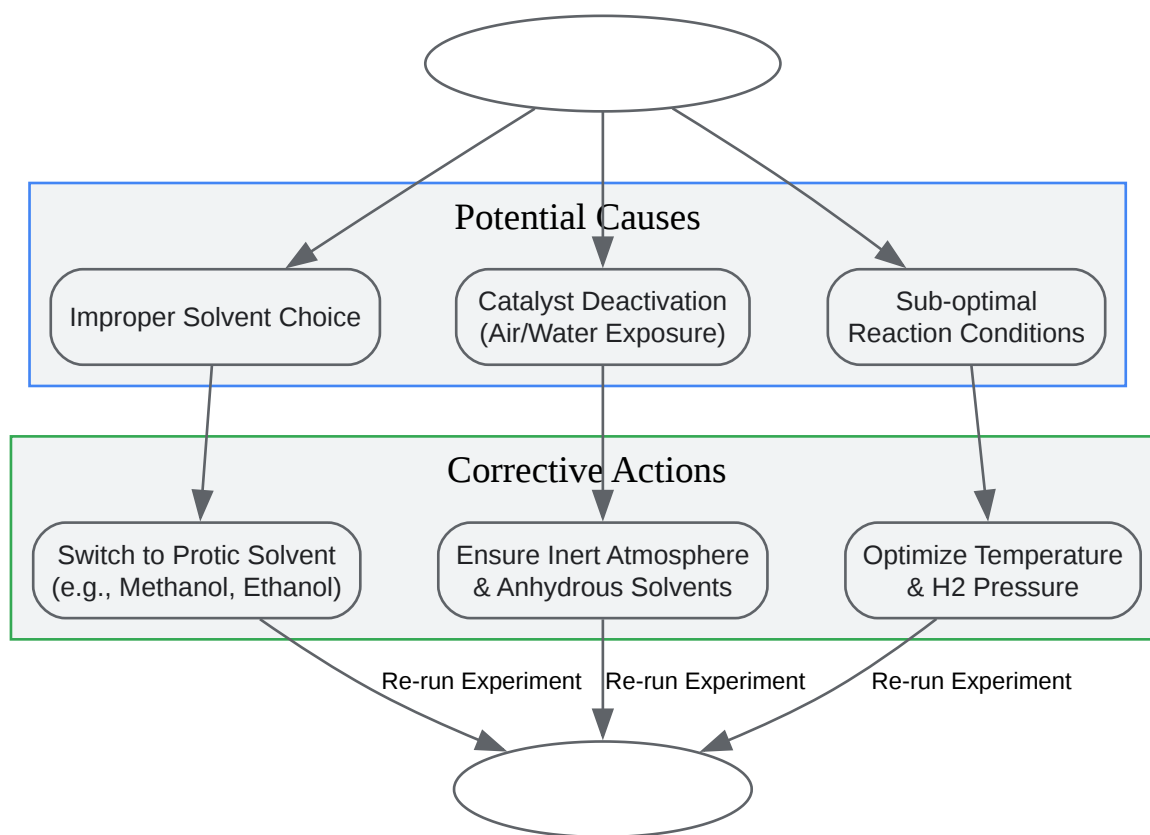 Potential Causes
Improper Solvent Choice
Catalyst Deactivation
(Air/Water Exposure)
Sub-optimal
Reaction Conditions
Corrective Actions
Switch to Protic Solvent
(e.g., Methanol, Ethanol)
Ensure Inert Atmosphere
& Anhydrous Solvents
Optimize Temperature
& H2 Pressure
Re-run Experiment
Re-run Experiment
Re-run Experiment